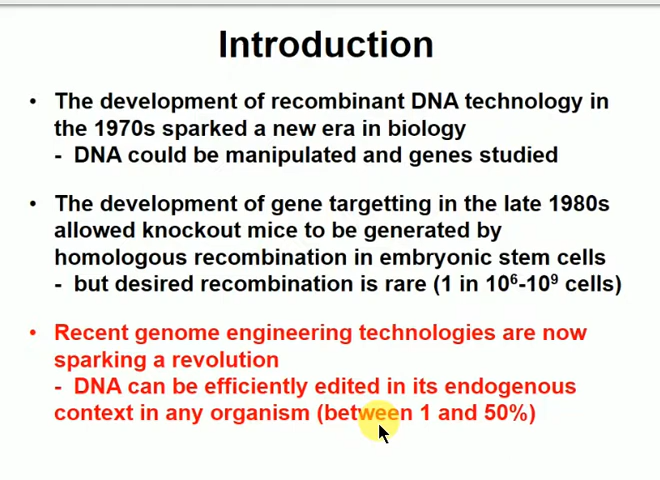 Introduction
• The development of recombinant DNA technology in
the 1970s sparked a new era in biology
- DNA could be manipulated and genes studied
• The development of gene targetting in the late 1980s
allowed knockout mice to be generated by
homologous recombination in embryonic stem cells
- but desired recombination is rare (1 in 10⁶-10⁹ cells)
• Recent genome engineering technologies are now
sparking a revolution
- DNA can be efficiently edited in its endogenous
context in any organism (between 1 and 50%)